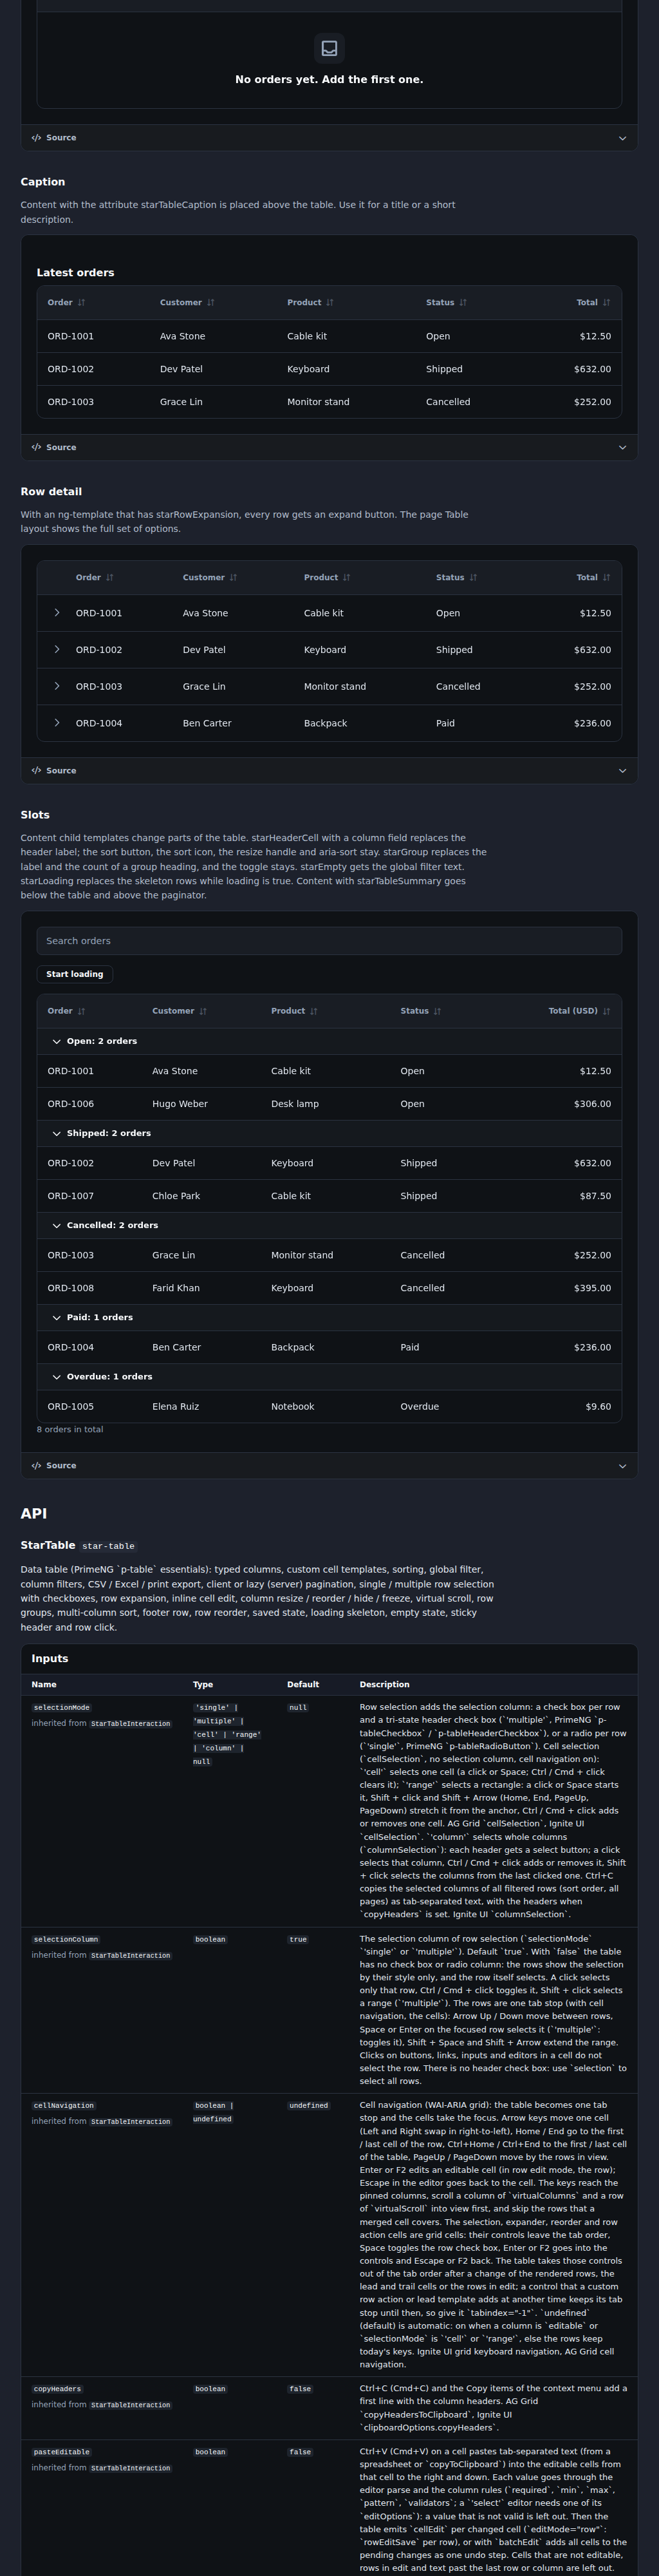 No orders yet. Add the first one.
Source
Caption
Content with the attribute starTableCaption is placed above the table. Use it for a title or a short
description.
Latest orders
Order Customer Product Status Total
ORD-1001 Ava Stone Cable kit Open $12.50
ORD-1002 Dev Patel Keyboard Shipped $632.00
ORD-1003 Grace Lin Monitor stand Cancelled $252.00
Source
Row detail
With an ng-template that has starRowExpansion, every row gets an expand button. The page Table
layout shows the full set of options.
Order Customer Product Status Total
ORD-1001 Ava Stone Cable kit Open $12.50
ORD-1002 Dev Patel Keyboard Shipped $632.00
ORD-1003 Grace Lin Monitor stand Cancelled $252.00
ORD-1004 Ben Carter Backpack Paid $236.00
Source
Slots
Content child templates change parts of the table. starHeaderCell with a column field replaces the
header label; the sort button, the sort icon, the resize handle and aria-sort stay. starGroup replaces the
label and the count of a group heading, and the toggle stays. starEmpty gets the global filter text.
starLoading replaces the skeleton rows while loading is true. Content with starTableSummary goes
below the table and above the paginator.
Search orders
Start loading
Order Customer Product Status Total (USD)
Open: 2 orders
ORD-1001 Ava Stone Cable kit Open $12.50
ORD-1006 Hugo Weber Desk lamp Open $306.00
Shipped: 2 orders
ORD-1002 Dev Patel Keyboard Shipped $632.00
ORD-1007 Chloe Park Cable kit Shipped $87.50
Cancelled: 2 orders
ORD-1003 Grace Lin Monitor stand Cancelled $252.00
ORD-1008 Farid Khan Keyboard Cancelled $395.00
Paid: 1 orders
ORD-1004 Ben Carter Backpack Paid $236.00
Overdue: 1 orders
ORD-1005 Elena Ruiz Notebook Overdue $9.60
8 orders in total
Source
API
StarTable star-table
Data table (PrimeNG `p-table` essentials): typed columns, custom cell templates, sorting, global filter,
column filters, CSV / Excel / print export, client or lazy (server) pagination, single / multiple row selection
with checkboxes, row expansion, inline cell edit, column resize / reorder / hide / freeze, virtual scroll, row
groups, multi-column sort, footer row, row reorder, saved state, loading skeleton, empty state, sticky
header and row click.
Inputs
Name Type Default Description
selectionMode
inherited from StarTableInteraction
'single' |
'multiple' |
'cell' | 'range'
| 'column' |
null
null
Row selection adds the selection column: a check box per row
and a tri-state header check box (`'multiple'`, PrimeNG `p-
tableCheckbox` / `p-tableHeaderCheckbox`), or a radio per row
(`'single'`, PrimeNG `p-tableRadioButton`). Cell selection
(`cellSelection`, no selection column, cell navigation on):
`'cell'` selects one cell (a click or Space; Ctrl / Cmd + click
clears it); `'range'` selects a rectangle: a click or Space starts
it, Shift + click and Shift + Arrow (Home, End, PageUp,
PageDown) stretch it from the anchor, Ctrl / Cmd + click adds
or removes one cell. AG Grid `cellSelection`, Ignite UI
`cellSelection`. `'column'` selects whole columns
(`columnSelection`): each header gets a select button; a click
selects that column, Ctrl / Cmd + click adds or removes it, Shift
+ click selects the columns from the last clicked one. Ctrl+C
copies the selected columns of all filtered rows (sort order, all
pages) as tab-separated text, with the headers when
`copyHeaders` is set. Ignite UI `columnSelection`.
selectionColumn
inherited from StarTableInteraction
boolean
true
The selection column of row selection (`selectionMode`
`'single'` or `'multiple'`). Default `true`. With `false` the table
has no check box or radio column: the rows show the selection
by their style only, and the row itself selects. A click selects
only that row, Ctrl / Cmd + click toggles it, Shift + click selects
a range (`'multiple'`). The rows are one tab stop (with cell
navigation, the cells): Arrow Up / Down move between rows,
Space or Enter on the focused row selects it (`'multiple'`:
toggles it), Shift + Space and Shift + Arrow extend the range.
Clicks on buttons, links, inputs and editors in a cell do not
select the row. There is no header check box: use `selection` to
select all rows.
cellNavigation
inherited from StarTableInteraction
boolean |
undefined
undefined
Cell navigation (WAI-ARIA grid): the table becomes one tab
stop and the cells take the focus. Arrow keys move one cell
(Left and Right swap in right-to-left), Home / End go to the first
/ last cell of the row, Ctrl+Home / Ctrl+End to the first / last cell
of the table, PageUp / PageDown move by the rows in view.
Enter or F2 edits an editable cell (in row edit mode, the row);
Escape in the editor goes back to the cell. The keys reach the
pinned columns, scroll a column of `virtualColumns` and a row
of `virtualScroll` into view first, and skip the rows that a
merged cell covers. The selection, expander, reorder and row
action cells are grid cells: their controls leave the tab order,
Space toggles the row check box, Enter or F2 goes into the
controls and Escape or F2 back. The table takes those controls
out of the tab order after a change of the rendered rows, the
lead and trail cells or the rows in edit; a control that a custom
row action or lead template adds at another time keeps its tab
stop until then, so give it `tabindex="-1"`. `undefined`
(default) is automatic: on when a column is `editable` or
`selectionMode` is `'cell'` or `'range'`, else the rows keep
today's keys. Ignite UI grid keyboard navigation, AG Grid cell
navigation.
copyHeaders
inherited from StarTableInteraction
boolean
false
Ctrl+C (Cmd+C) and the Copy items of the context menu add a
first line with the column headers. AG Grid
`copyHeadersToClipboard`, Ignite UI
`clipboardOptions.copyHeaders`.
pasteEditable
inherited from StarTableInteraction
boolean
false
Ctrl+V (Cmd+V) on a cell pastes tab-separated text (from a
spreadsheet or `copyToClipboard`) into the editable cells from
that cell to the right and down. Each value goes through the
editor parse and the column rules (`required`, `min`, `max`,
`pattern`, `validators`; a `'select'` editor needs one of its
`editOptions`): a value that is not valid is left out. Then the
table emits `cellEdit` per changed cell (`editMode="row"`:
`rowEditSave` per row), or with `batchEdit` adds all cells to the
pending changes as one undo step. Cells that are not editable,
rows in edit and text past the last row or column are left out.